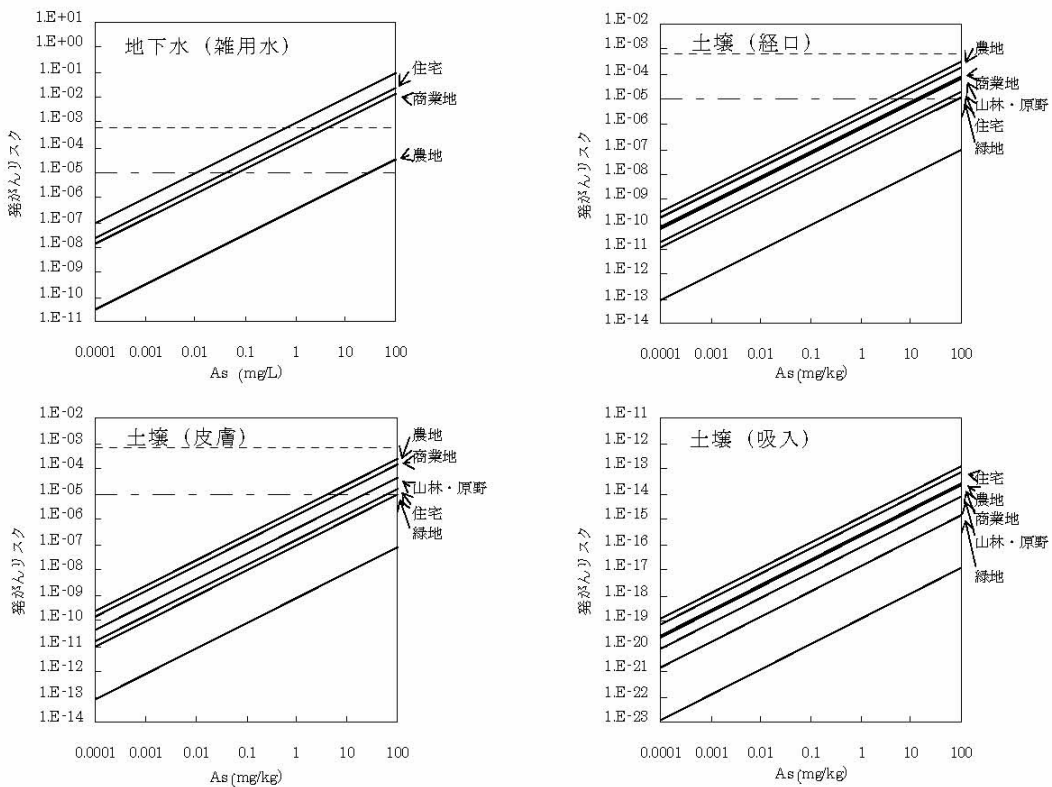 地下水（雑用水）
発がんリスク
1.E+01
1.E+00
1.E-01
1.E-02
1.E-03
1.E-04
1.E-05
1.E-06
1.E-07
1.E-08
1.E-09
1.E-10
1.E-11
住宅
商業地
農地
0.0001 0.001 0.01 0.1 1 10 100
As (mg/L)
土壌（経口）
発がんリスク
1.E-02
1.E-03
1.E-04
1.E-05
1.E-06
1.E-07
1.E-08
1.E-09
1.E-10
1.E-11
1.E-12
1.E-13
1.E-14
農地
商業地
山林・原野
住宅
緑地
0.0001 0.001 0.01 0.1 1 10 100
As (mg/kg)
土壌（皮膚）
発がんリスク
1.E-02
1.E-03
1.E-04
1.E-05
1.E-06
1.E-07
1.E-08
1.E-09
1.E-10
1.E-11
1.E-12
1.E-13
1.E-14
農地
商業地
山林・原野
住宅
緑地
0.0001 0.001 0.01 0.1 1 10 100
As (mg/kg)
土壌（吸入）
発がんリスク
1.E-11
1.E-12
1.E-13
1.E-14
1.E-15
1.E-16
1.E-17
1.E-18
1.E-19
1.E-20
1.E-21
1.E-22
1.E-23
住宅
農地
商業地
山林・原野
緑地
0.0001 0.001 0.01 0.1 1 10 100
As (mg/kg)